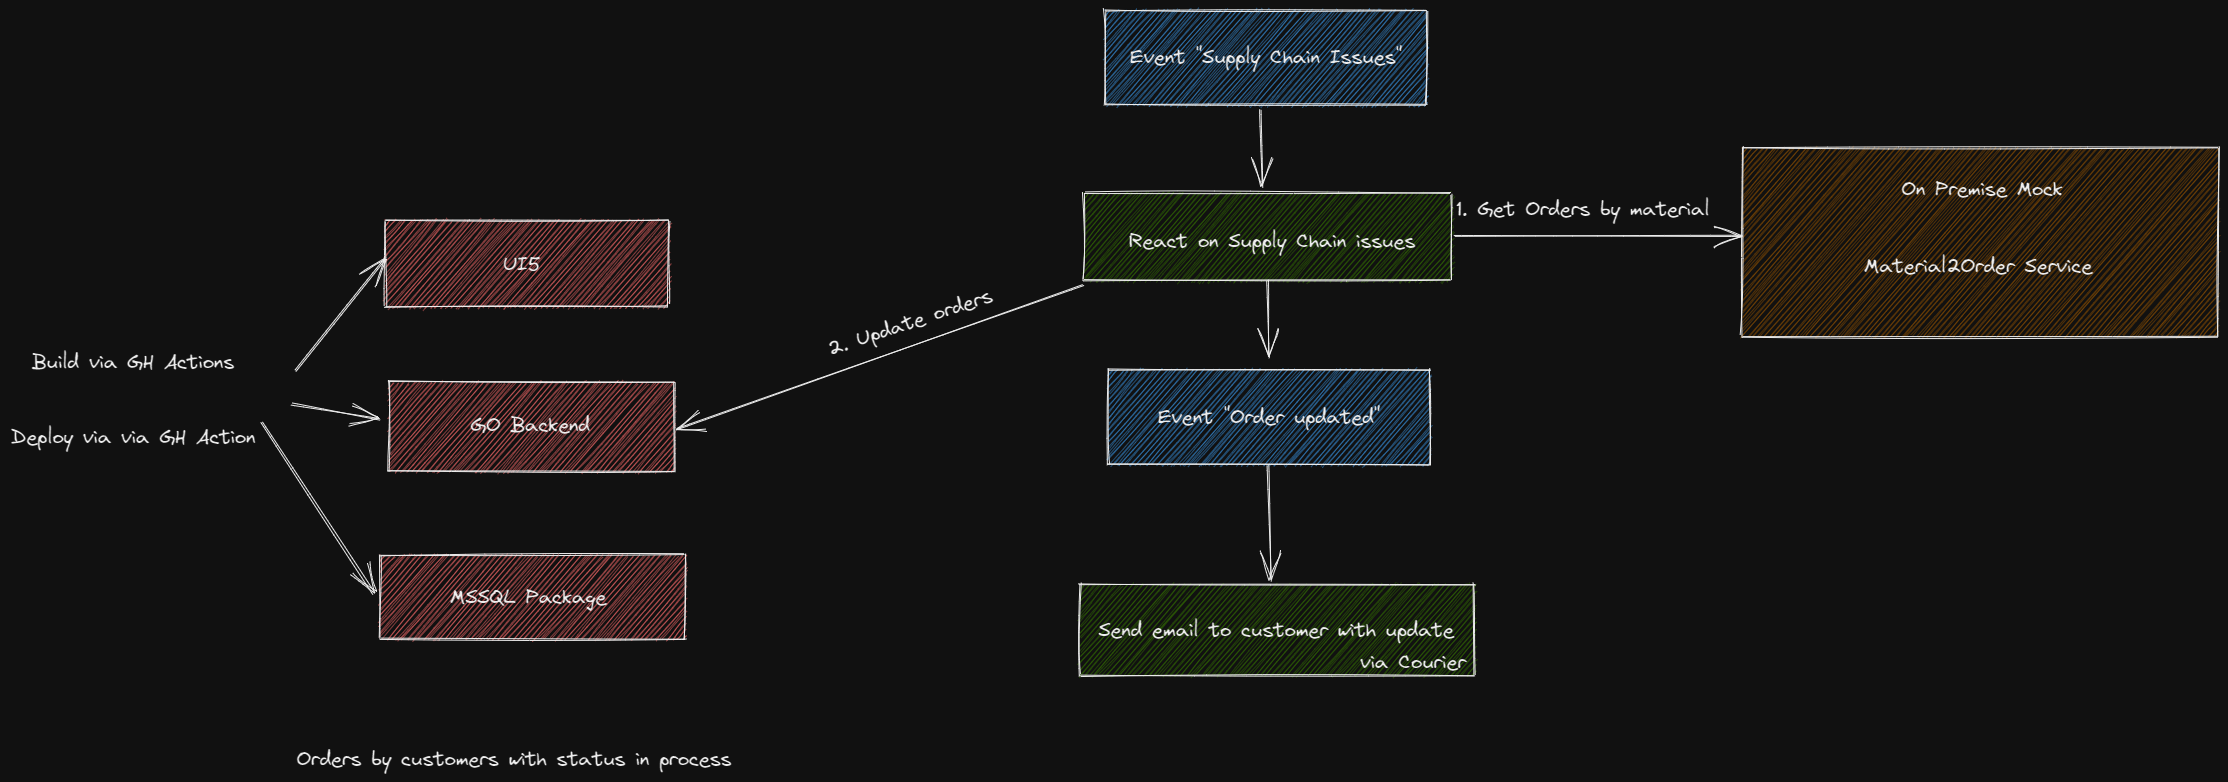 Event "Supply Chain Issues"
On Premise Mock
1. Get Orders by material
React on Supply Chain issues
Material2Order Service
UI5
2. Update orders
Build via GH Actions
Event "Order updated"
GO Backend
Deploy via via GH Action
MSSQL Package
Send email to customer with update
via Courier
Orders by customers with status in process